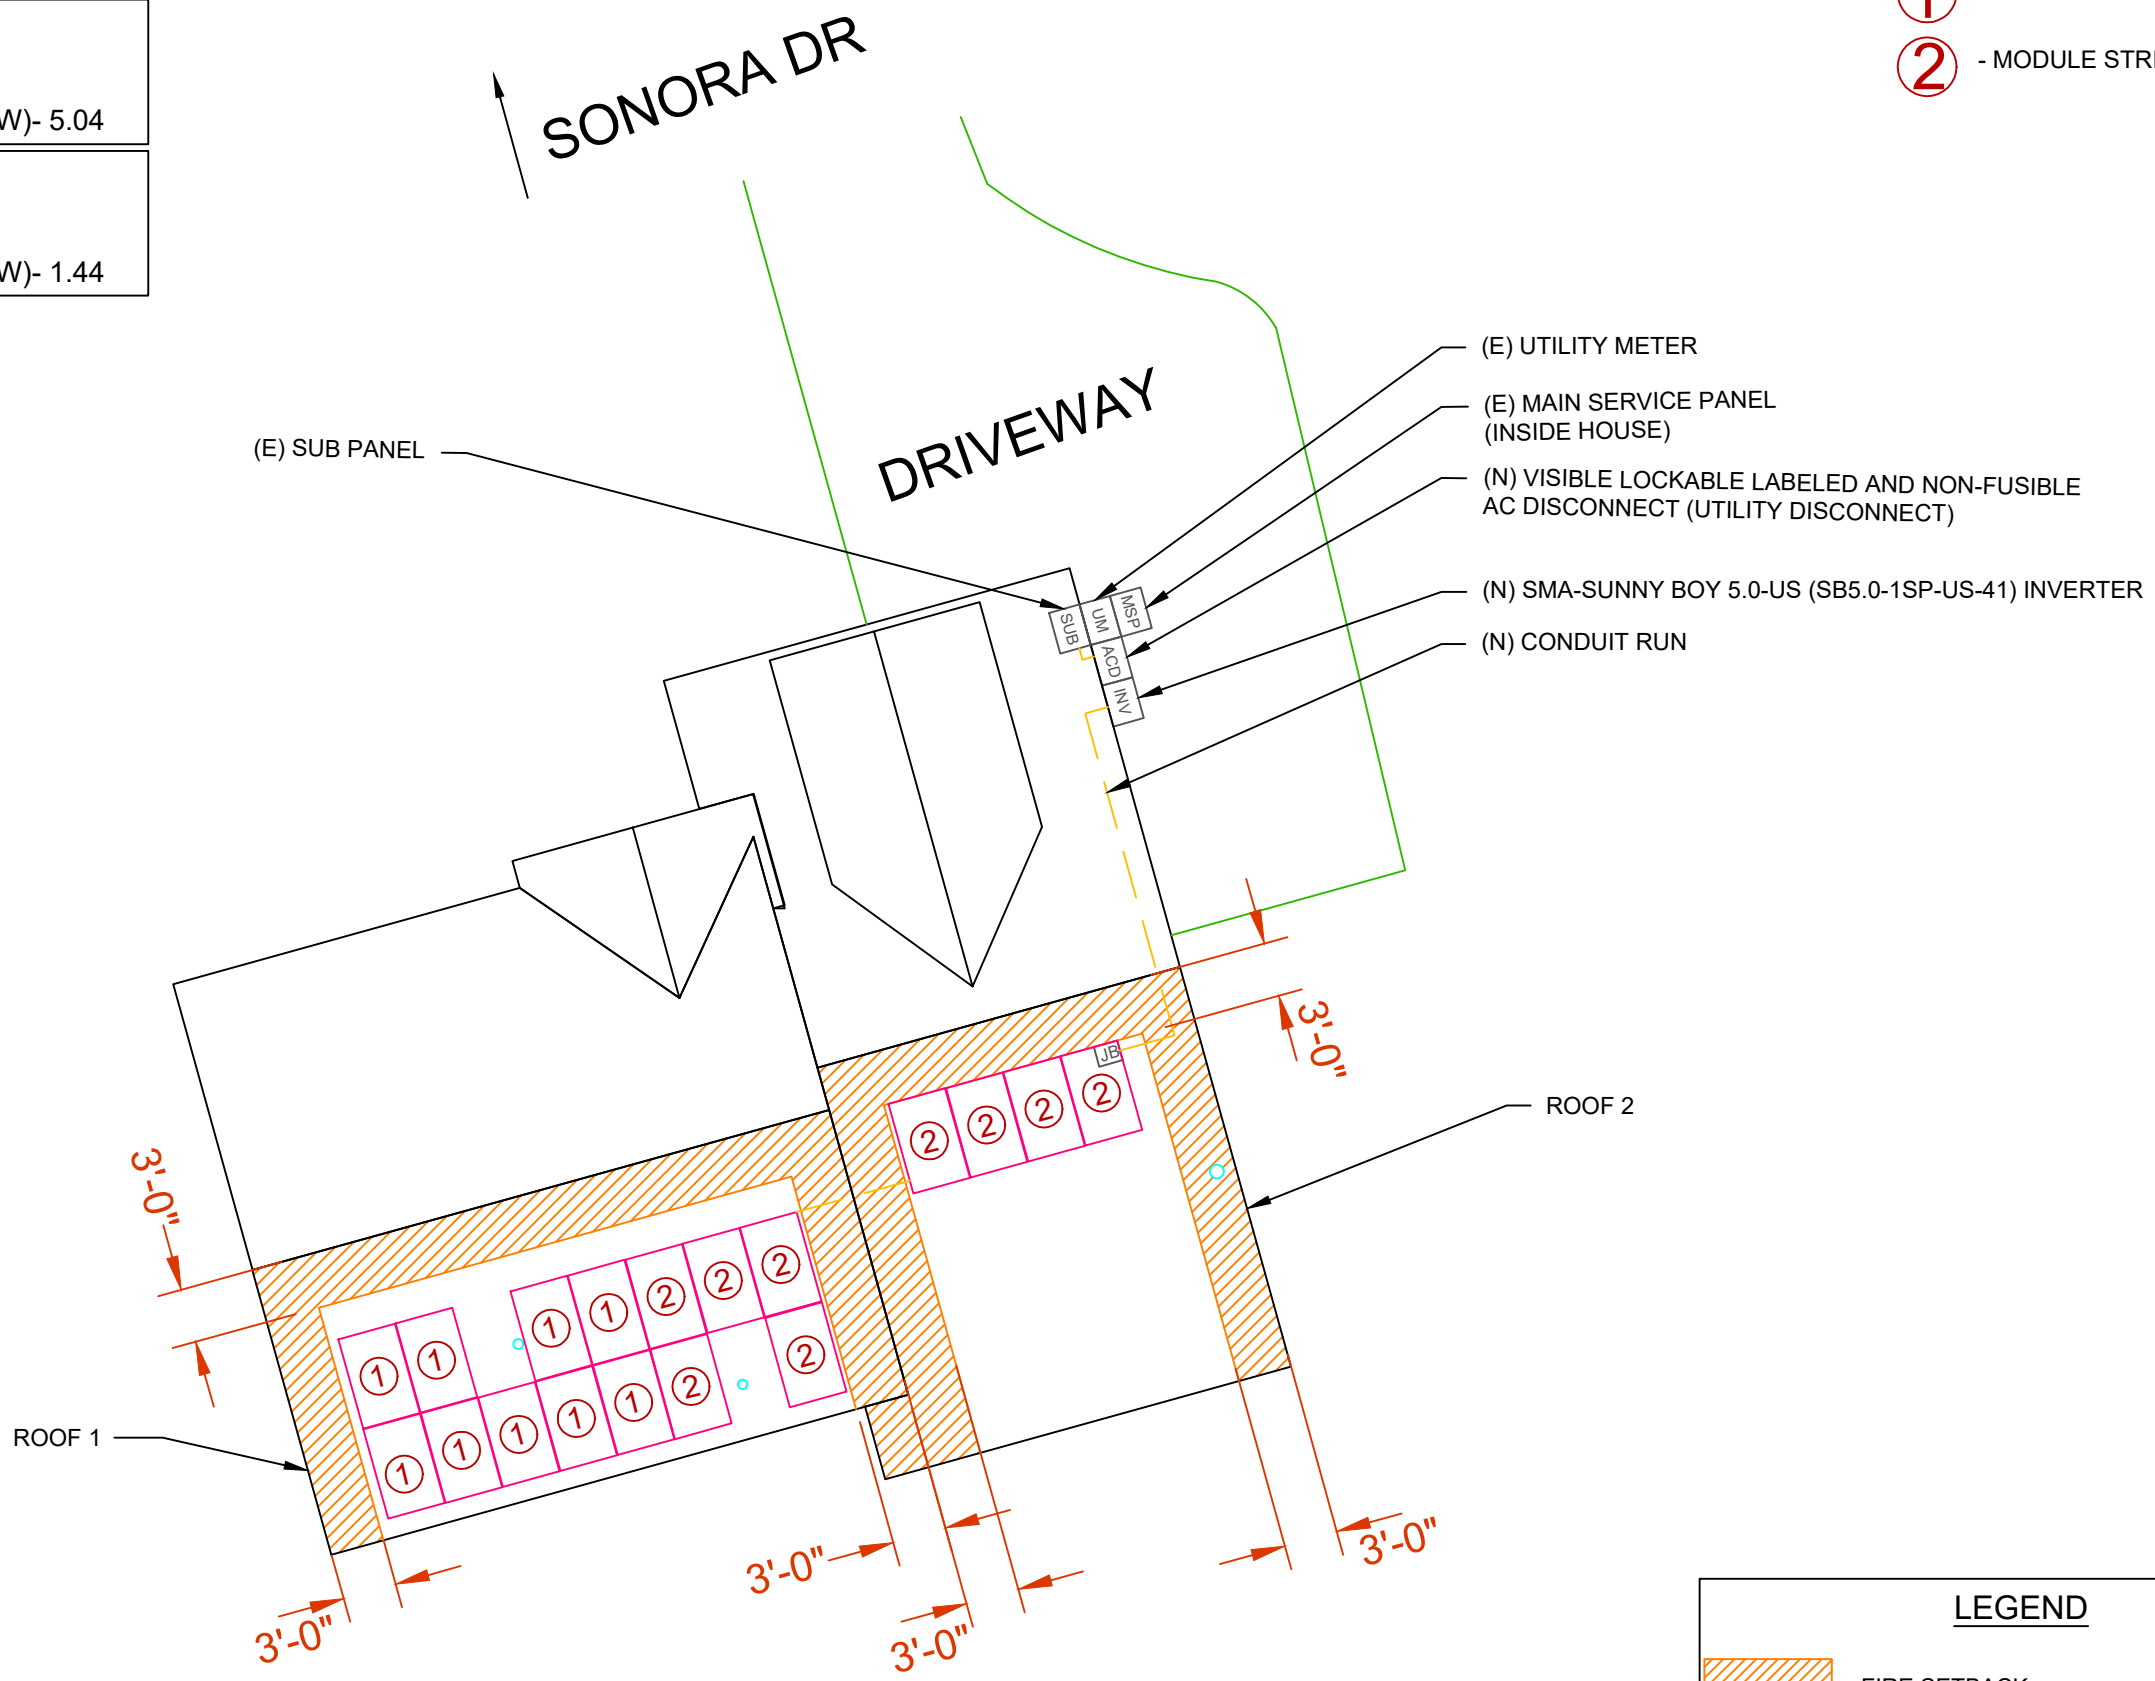 W)- 5.04
W)- 1.44
SONORA DR
1
2
- MODULE STR
(E) UTILITY METER
(E) MAIN SERVICE PANEL
(INSIDE HOUSE)
(N) VISIBLE LOCKABLE LABELED AND NON-FUSIBLE
AC DISCONNECT (UTILITY DISCONNECT)
(N) SMA-SUNNY BOY 5.0-US (SB5.0-1SP-US-41) INVERTER
(N) CONDUIT RUN
(E) SUB PANEL
DRIVEWAY
SUB
UM
MSP
ACD
INV
3'-0"
JB
2 2 2 2
ROOF 2
3'-0"
1 1 1 1 2 2 2
1 1 1 1 1 2 2
ROOF 1
3'-0"
3'-0"
3'-0"
3'-0"
LEGEND
FIRE SETBACK